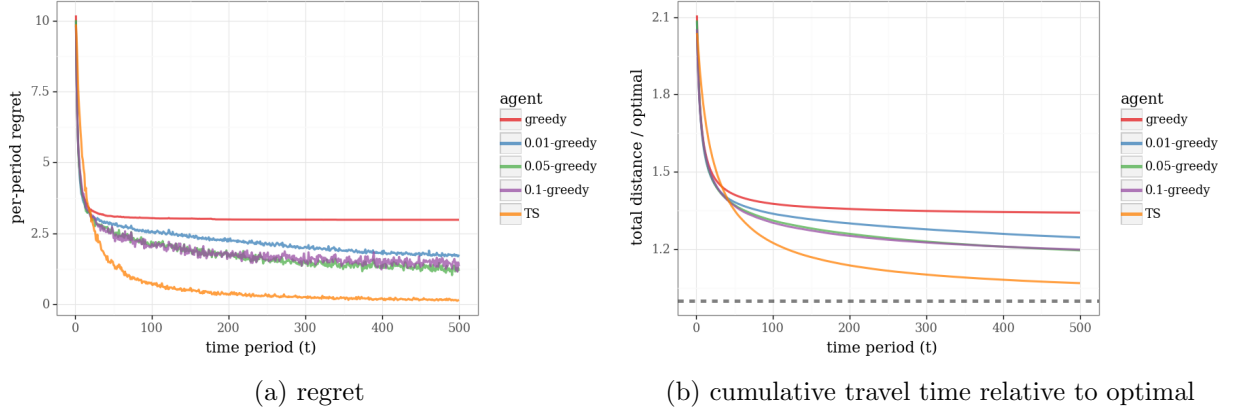 10
7.5
5
2.5
0
per-period regret
0
100
200
300
400
500
time period (t)
agent
greedy
0.01-greedy
0.05-greedy
0.1-greedy
TS
(a) regret
2.1
1.8
1.5
1.2
total distance / optimal
0
100
200
300
400
500
time period (t)
agent
greedy
0.01-greedy
0.05-greedy
0.1-greedy
TS
(b) cumulative travel time relative to optimal